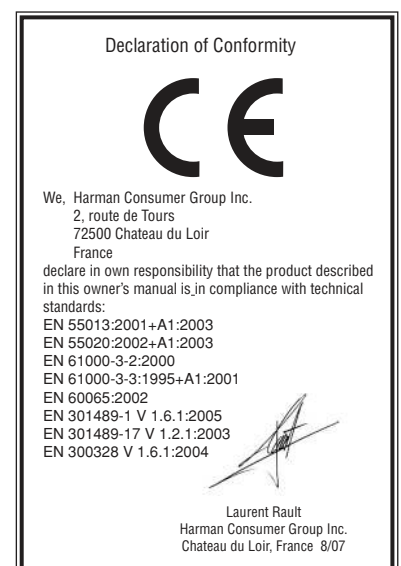 Declaration of Conformity
CE
We, Harman Consumer Group Inc.
2, route de Tours
72500 Chateau du Loir
France
declare in own responsibility that the product described
in this owner's manual is in compliance with technical
standards:
EN 55013:2001+A1:2003
EN 55020:2002+A1:2003
EN 61000-3-2:2000
EN 61000-3-3:1995+A1:2001
EN 60065:2002
EN 301489-1 V 1.6.1:2005
EN 301489-17 V 1.2.1:2003
EN 300328 V 1.6.1:2004
Laurent Rault
Harman Consumer Group Inc.
Chateau du Loir, France 8/07